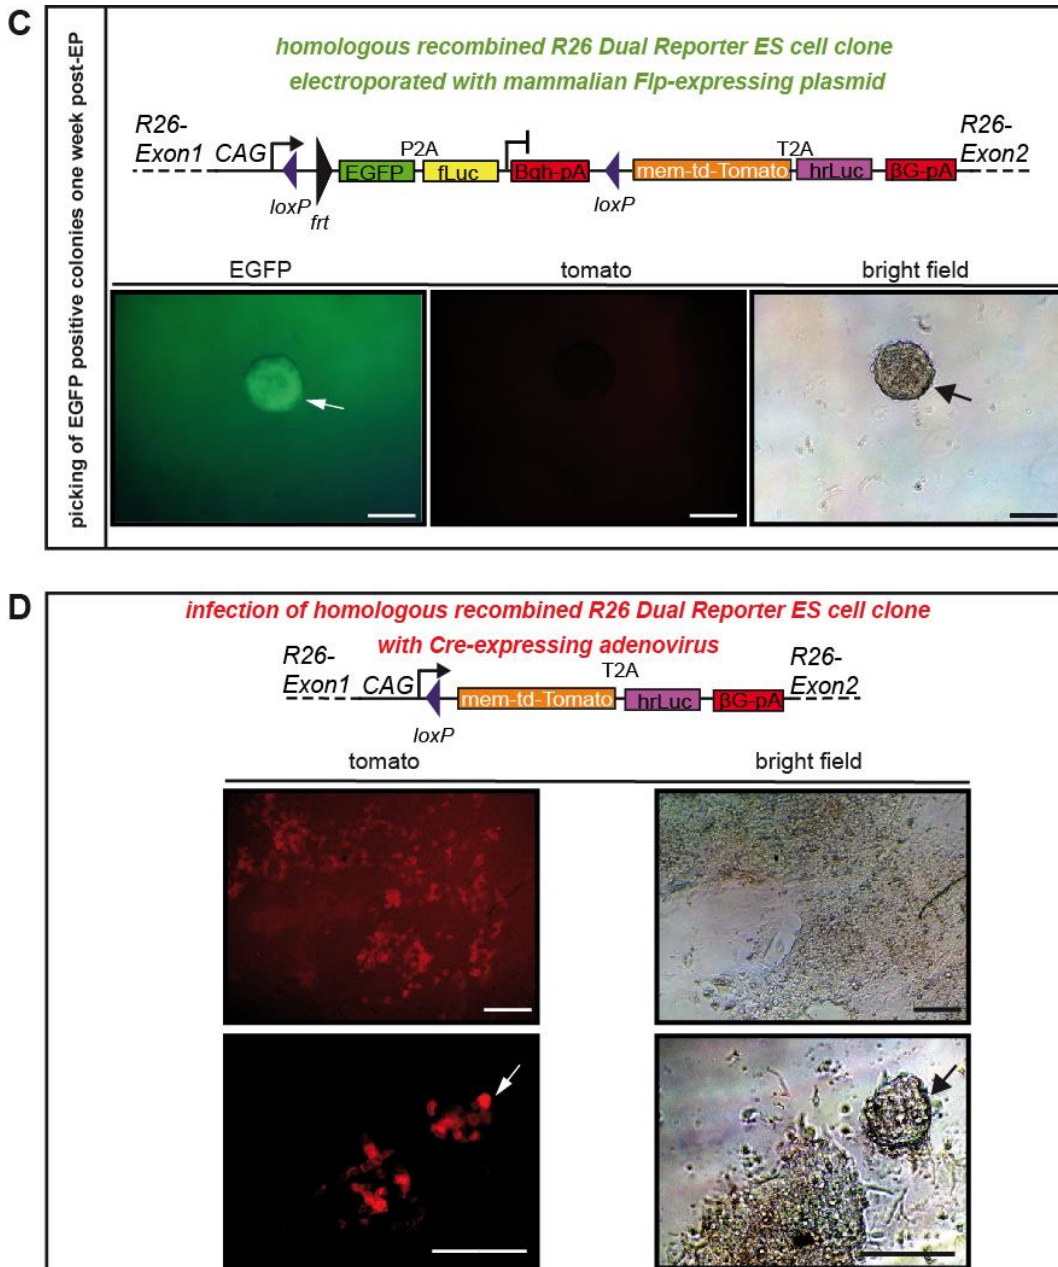 C
picking of EGFP positive colonies one week post-EP
homologous recombined R26 Dual Reporter ES cell clone
electroporated with mammalian Flp-expressing plasmid
R26-
Exon1
CAG
loxP
frt
EGFP
P2A
fLuc
Bgh-pA
loxP
mem-td-Tomato
T2A
hrLuc
βG-pA
R26-
Exon2
EGFP
tomato
bright field
D
infection of homologous recombined R26 Dual Reporter ES cell clone
with Cre-expressing adenovirus
R26-
Exon1
CAG
loxP
mem-td-Tomato
T2A
hrLuc
βG-pA
R26-
Exon2
tomato
bright field